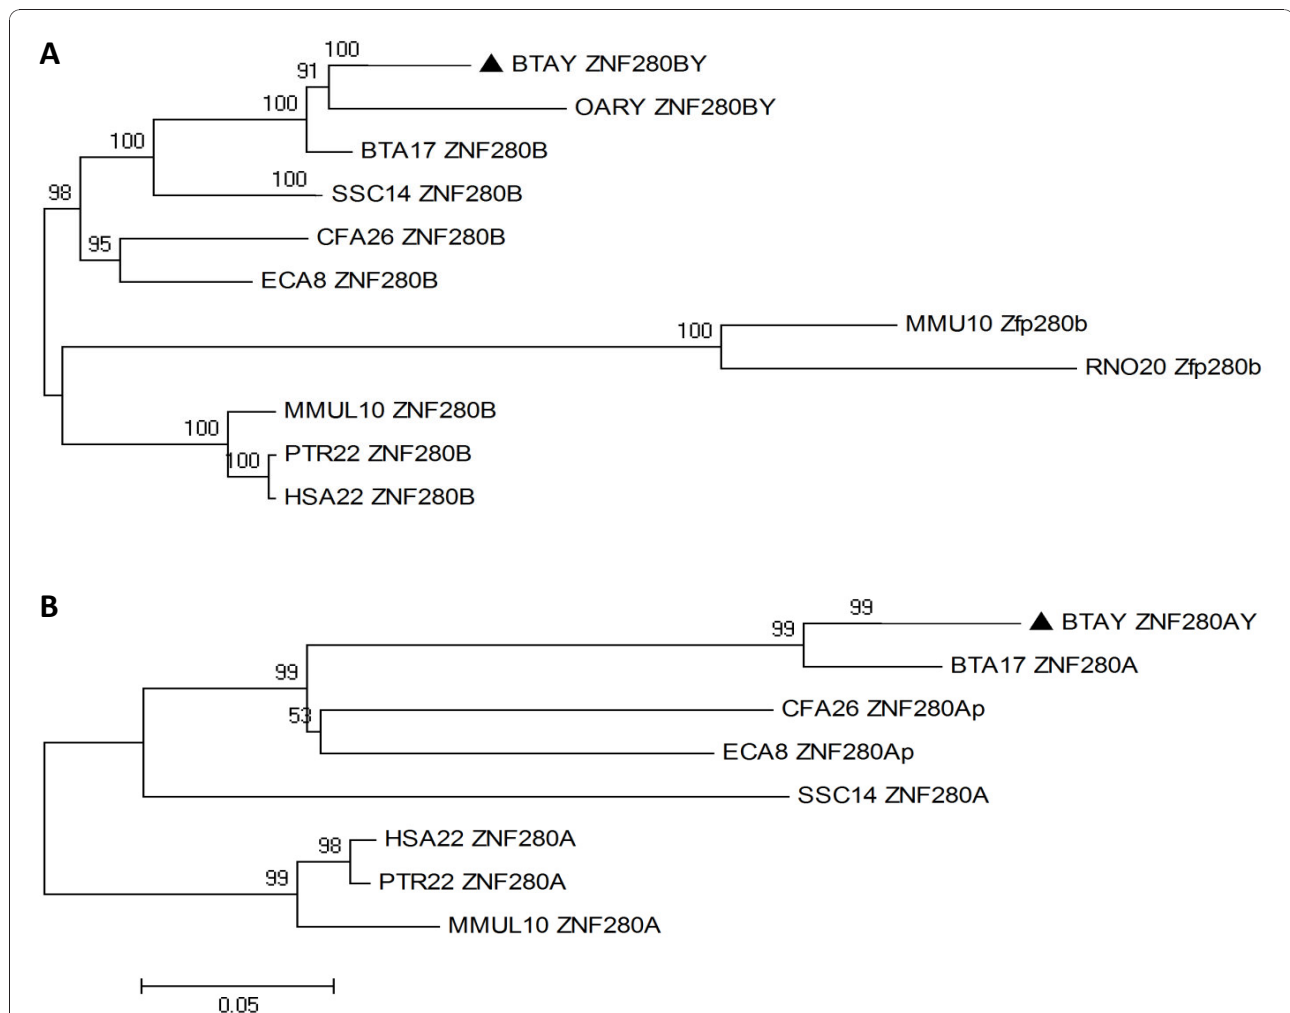 A
100
BTAY ZNF280BY
91
OARY ZNF280BY
100
BTA17 ZNF280B
100
100
SSC14 ZNF280B
98
CFA26 ZNF280B
95
ECA8 ZNF280B
MMU10 Zfp280b
100
RNO20 Zfp280b
MMUL10 ZNF280B
100
PTR22 ZNF280B
100
HSA22 ZNF280B
B
99
BTAY ZNF280AY
99
BTA17 ZNF280A
99
CFA26 ZNF280Ap
53
ECA8 ZNF280Ap
SSC14 ZNF280A
HSA22 ZNF280A
98
PTR22 ZNF280A
99
MMUL10 ZNF280A
0.05